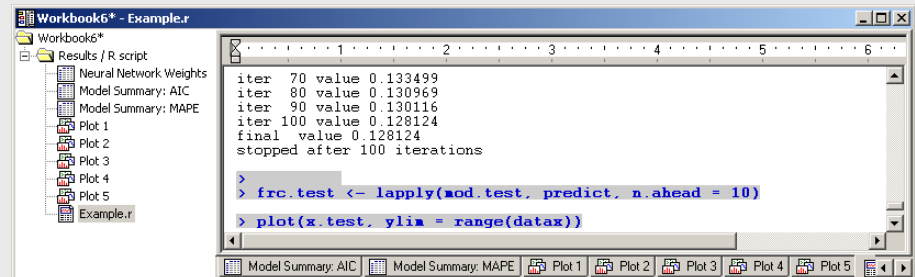 Workbook6* - Example.r
Workbook6*
Results / R script
Neural Network Weights
Model Summary: AIC
Model Summary: MAPE
Plot 1
Plot 2
Plot 3
Plot 4
Plot 5
Example.r
1 2 3 4 5 6
iter 70 value 0.133499
iter 80 value 0.130969
iter 90 value 0.130116
iter 100 value 0.128124
final value 0.128124
stopped after 100 iterations
>
> frc.test <- lapply(mod.test, predict, n.ahead = 10)
> plot(x.test, ylim = range(datax))
Model Summary: AIC Model Summary: MAPE Plot 1 Plot 2 Plot 3 Plot 4 Plot 5